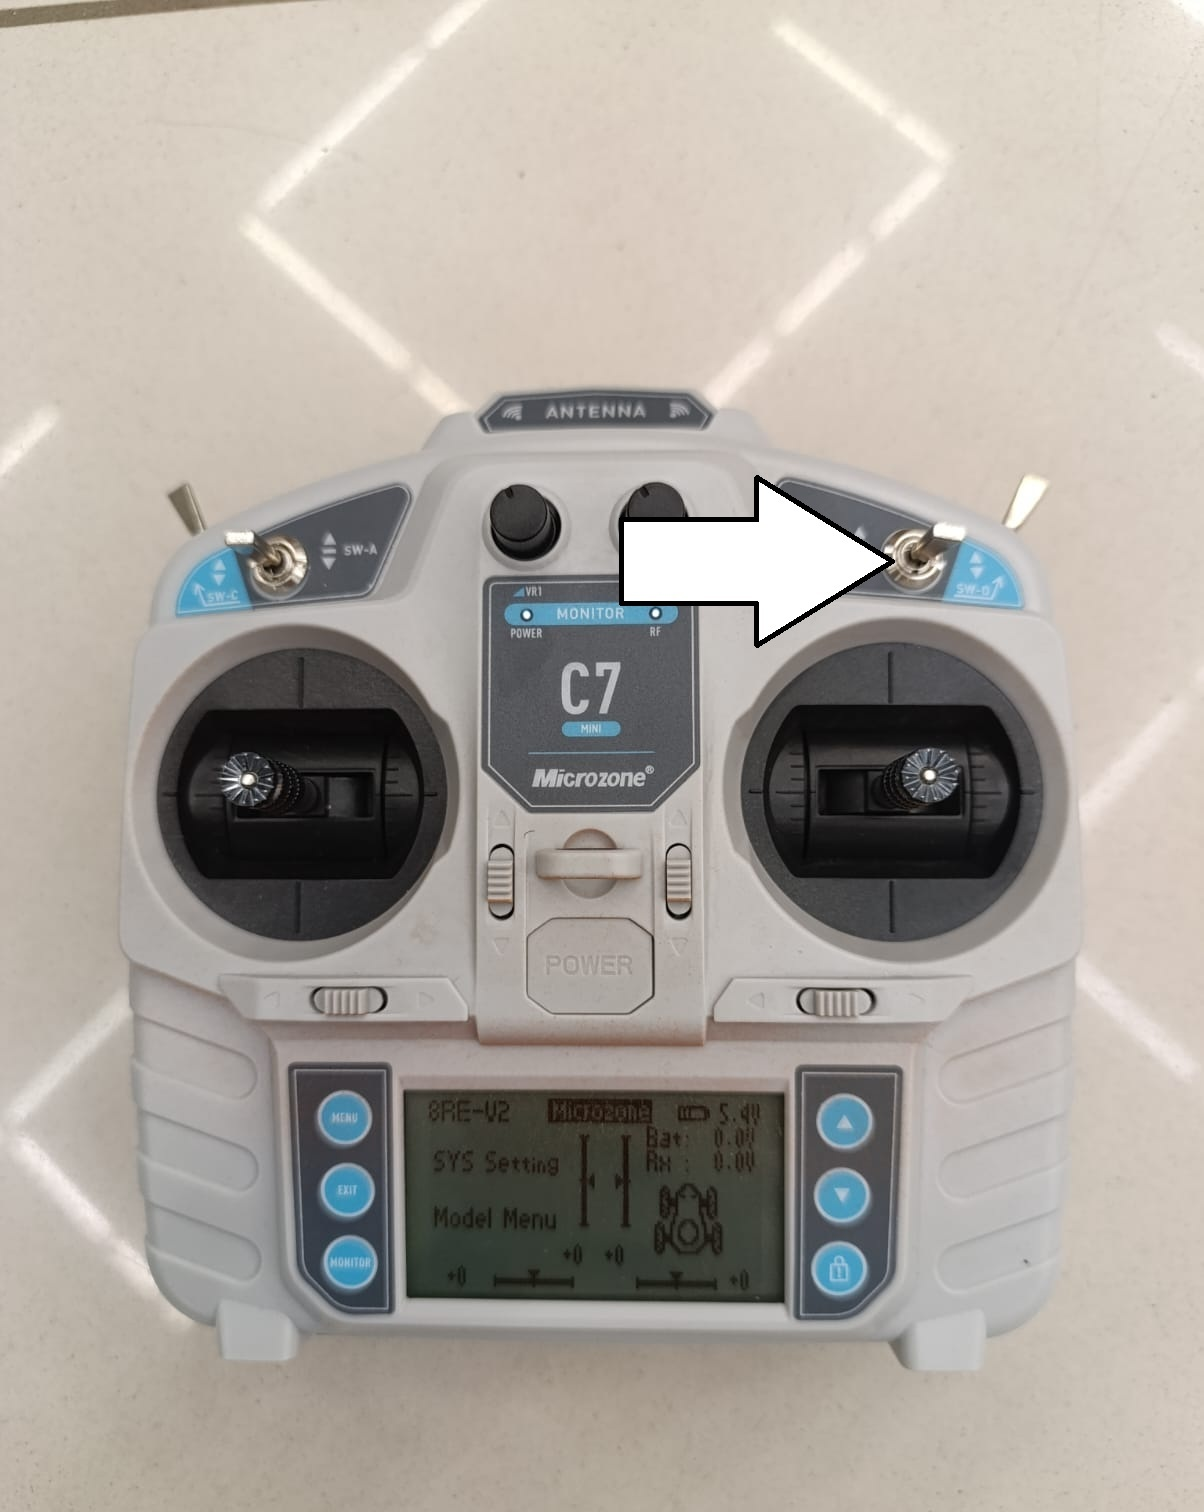 ANTENNA
SW-A
SW-C
SW-D
VR1
MONITOR
POWER
RF
C7
MINI
Microzone®
POWER
MENU
EXIT
MONITOR
8RE-V2 Microzone 5.4V
Bat: 0.0V
SYS Setting Rx : 0.0V
Model Menu
+0 +0
+0 +0